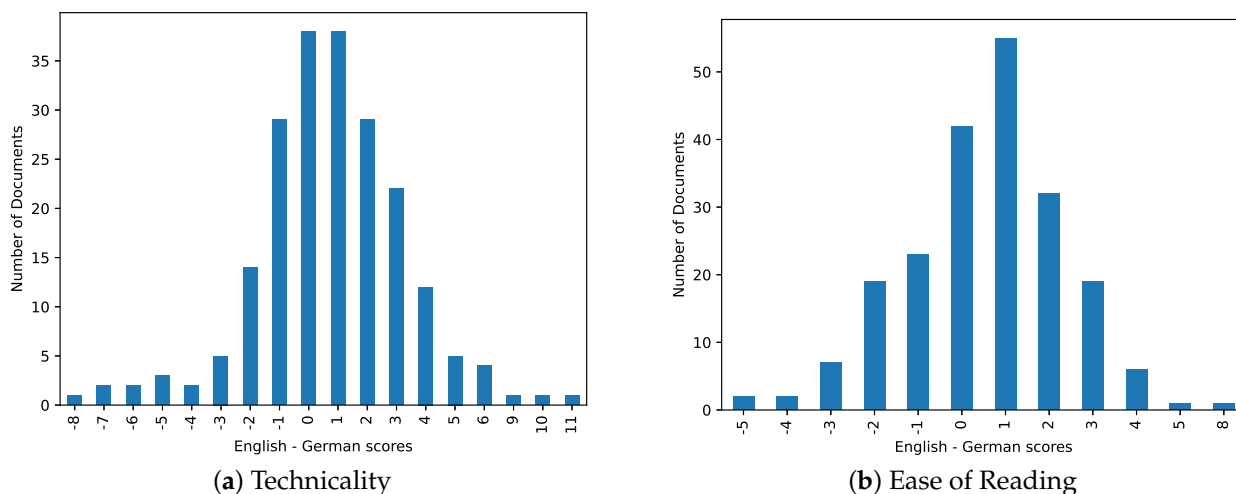 35
30
25
20
15
10
5
0
Number of Documents
-8 -7 -6 -5 -4 -3 -2 -1 0 1 2 3 4 5 6 9 10 11
English - German scores
(a) Technicality
50
40
30
20
10
0
Number of Documents
-5 -4 -3 -2 -1 0 1 2 3 4 5 8
English - German scores
(b) Ease of Reading